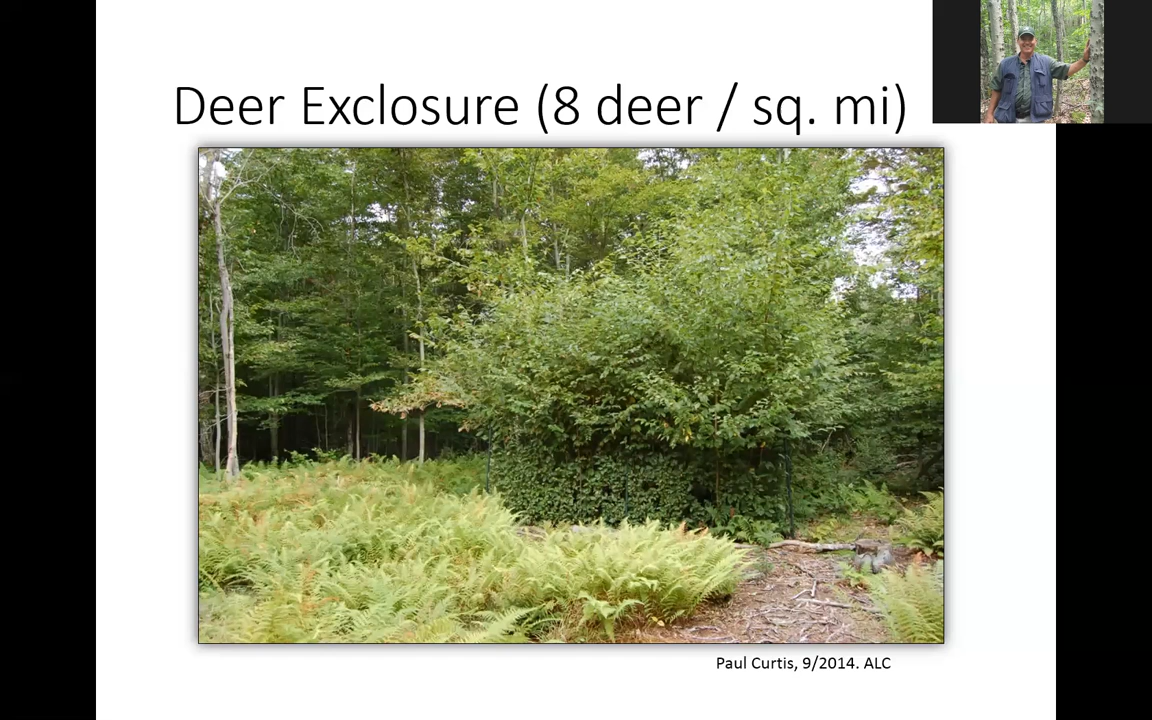 Deer Exclosure (8 deer / sq. mi)
Paul Curtis, 9/2014. ALC